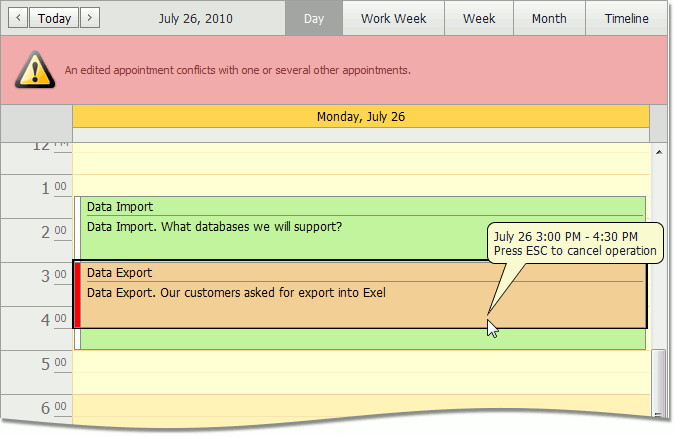 Today July 26, 2010 Day Work Week Week Month Timeline
An edited appointment conflicts with one or several other appointments.
Monday, July 26
12 PM
1 00
Data Import
2 00 Data Import. What databases we will support?
July 26 3:00 PM - 4:30 PM
Press ESC to cancel operation
3 00 Data Export
Data Export. Our customers asked for export into Exel
4 00
5 00
6 00